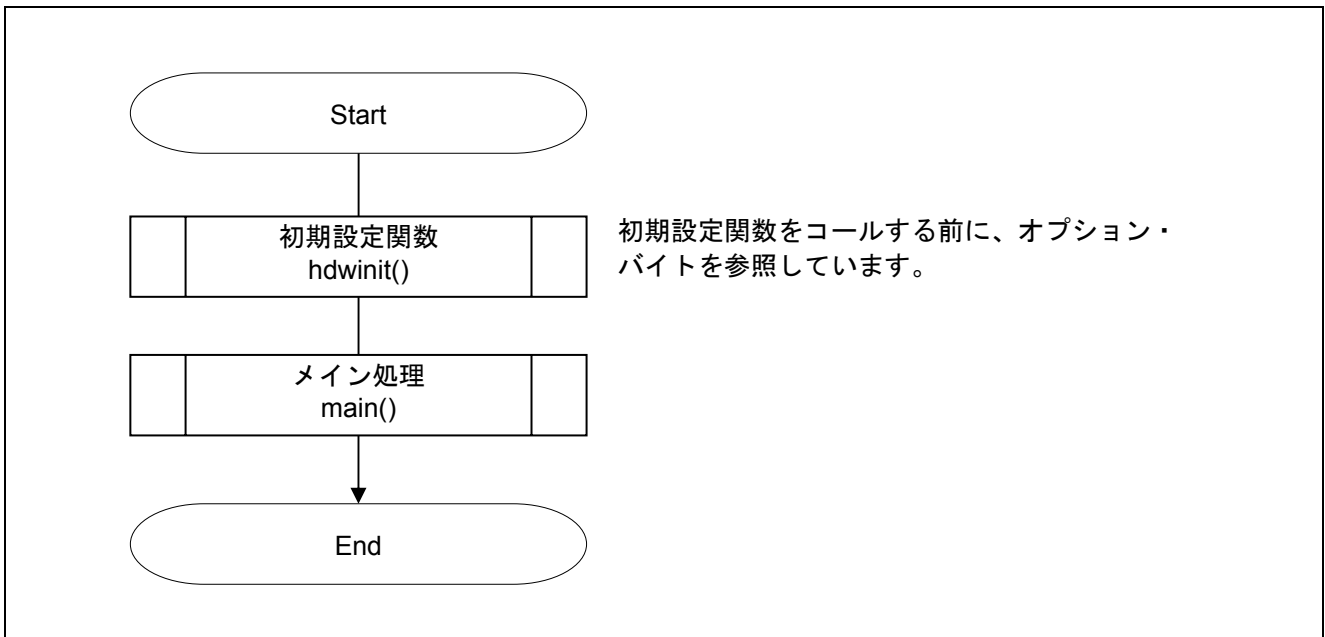 Start
初期設定関数
hdwinit()
初期設定関数をコールする前に、オプション・
バイトを参照しています。
メイン処理
main()
End